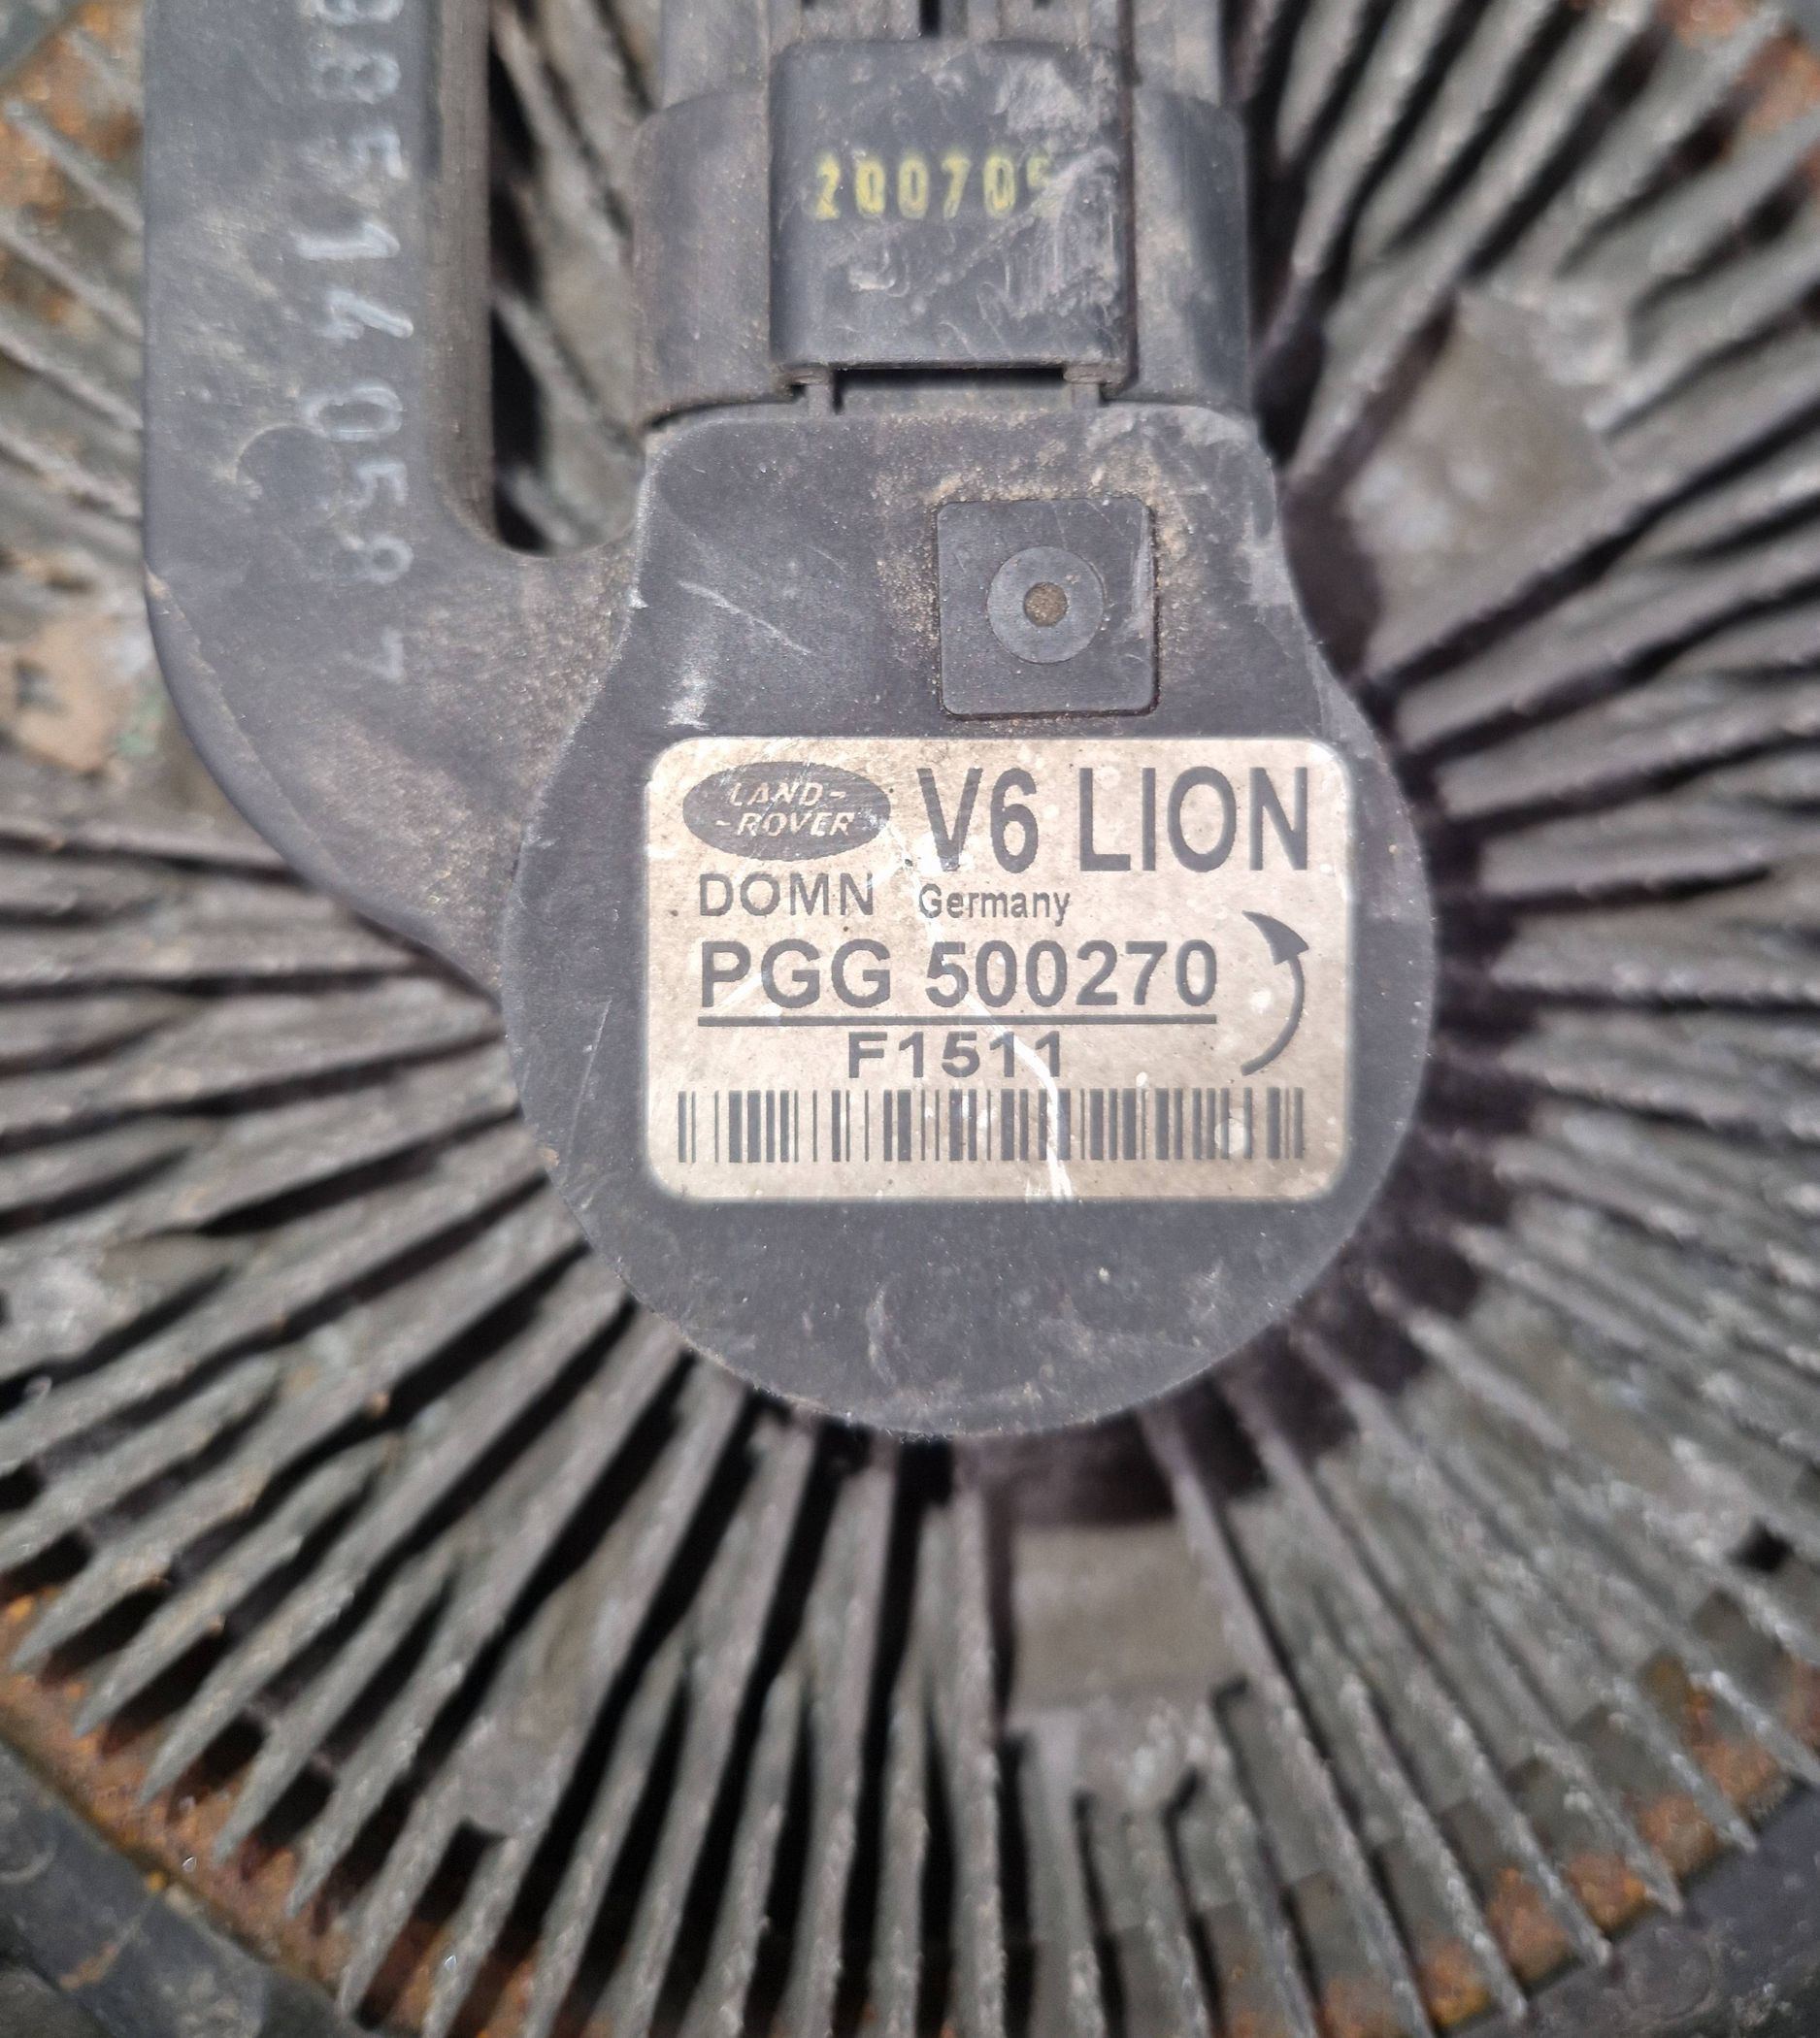 200705
LAND-
-ROVER
V6 LION
DOMN Germany
PGG 500270
F1511